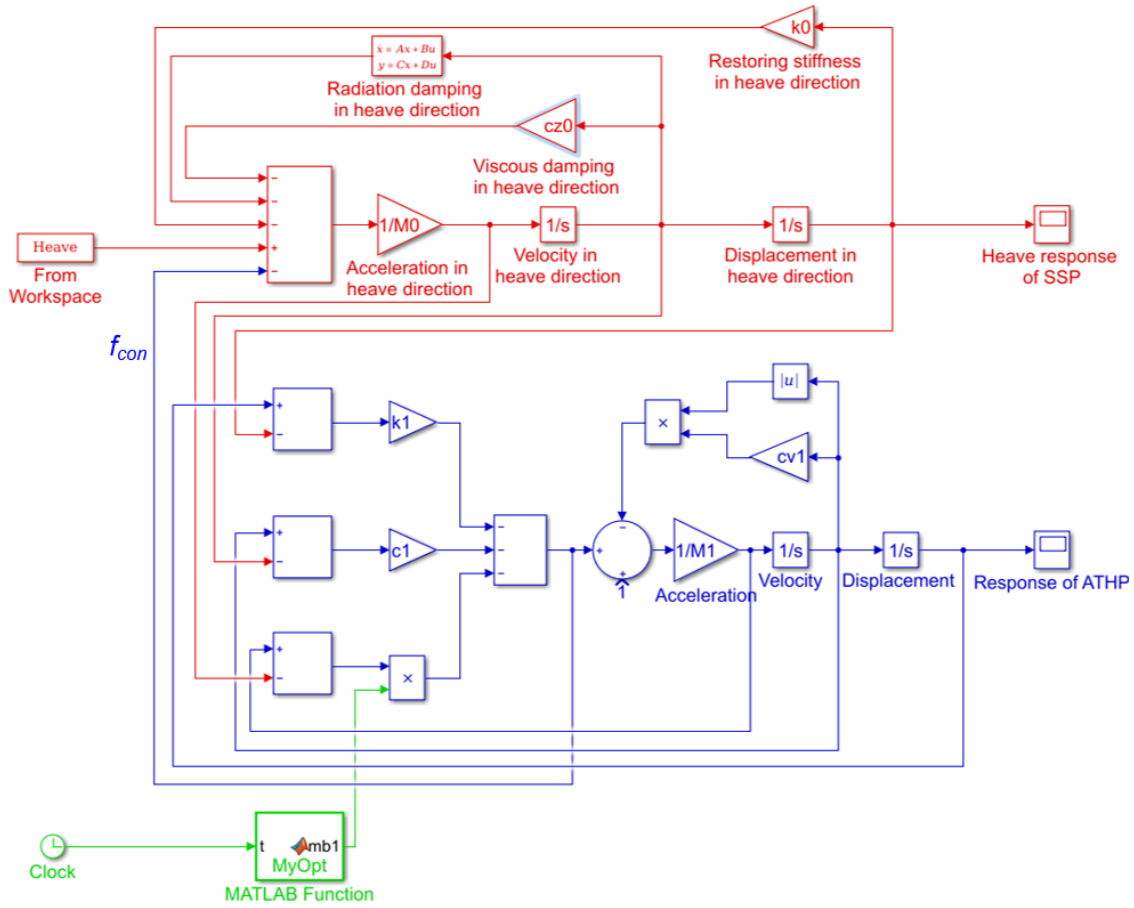 k0
Restoring stiffness
in heave direction
ẋ = Ax + Bu
y = Cx + Du
Radiation damping
in heave direction
cz0
Viscous damping
in heave direction
−
−
−
+
−
1/M0
Acceleration in
heave direction
1/s
Velocity in
heave direction
1/s
Displacement in
heave direction
Heave response
of SSP
Heave
From
Workspace
fcon
+
−
k1
|u|
×
cv1
+
−
c1
−
−
−
−
+
+
1
1/M1
Acceleration
1/s
Velocity
1/s
Displacement
Response of ATHP
+
−
×
Clock
t
mb1
MyOpt
MATLAB Function